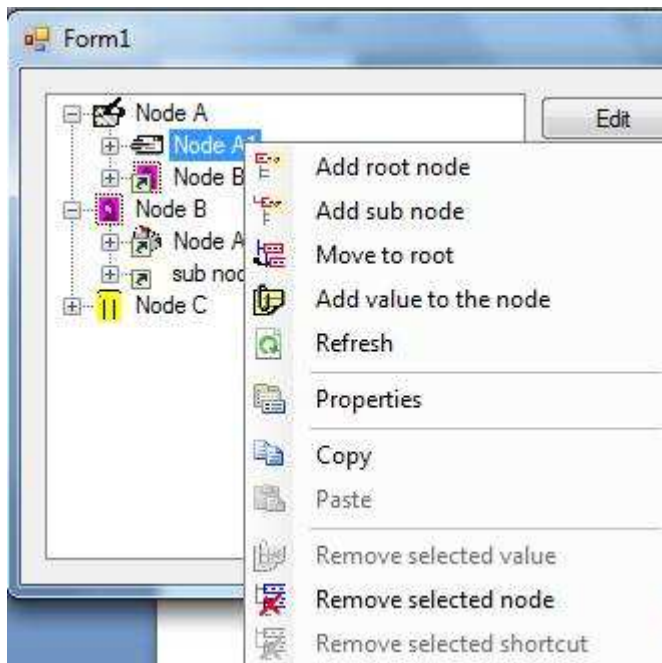 Form1
Node A
Edit
Node A1
Node B
Node B
Node A
sub
Node C
Add root node
Add sub node
Move to root
Add value to the node
Refresh
Properties
Copy
Paste
Remove selected value
Remove selected node
Remove selected shortcut